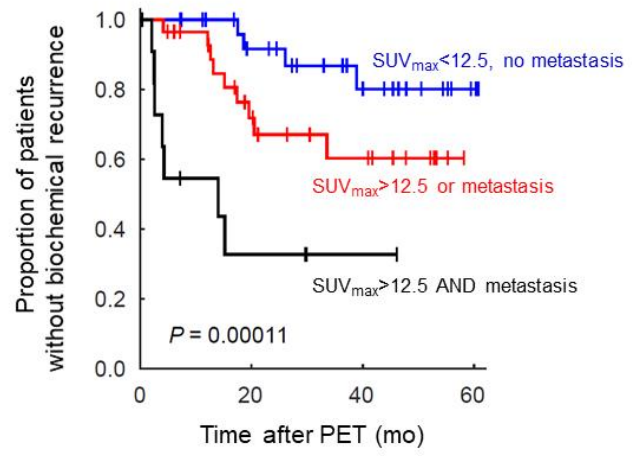 Proportion of patients
without biochemical recurrence
1.0
0.8
0.6
0.4
0.2
0.0
SUVmax<12.5, no metastasis
SUVmax>12.5 or metastasis
SUVmax>12.5 AND metastasis
P = 0.00011
0 20 40 60
Time after PET (mo)